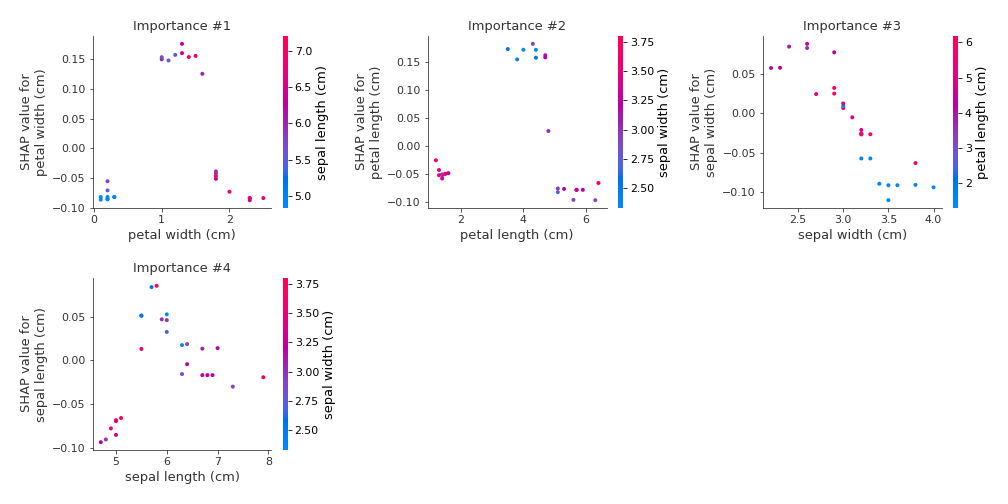 Importance #1
0.15
0.10
0.05
0.00
−0.05
−0.10
0
1
2
petal width (cm)
SHAP value for
petal width (cm)
7.0
6.5
6.0
5.5
5.0
sepal length (cm)
Importance #2
0.15
0.10
0.05
0.00
−0.05
−0.10
2
4
6
petal length (cm)
SHAP value for
petal length (cm)
3.75
3.50
3.25
3.00
2.75
2.50
sepal width (cm)
Importance #3
0.05
0.00
−0.05
−0.10
2.5
3.0
3.5
4.0
sepal width (cm)
SHAP value for
sepal width (cm)
6
5
4
3
2
petal length (cm)
Importance #4
0.05
0.00
−0.05
−0.10
5
6
7
8
sepal length (cm)
SHAP value for
sepal length (cm)
3.75
3.50
3.25
3.00
2.75
2.50
sepal width (cm)